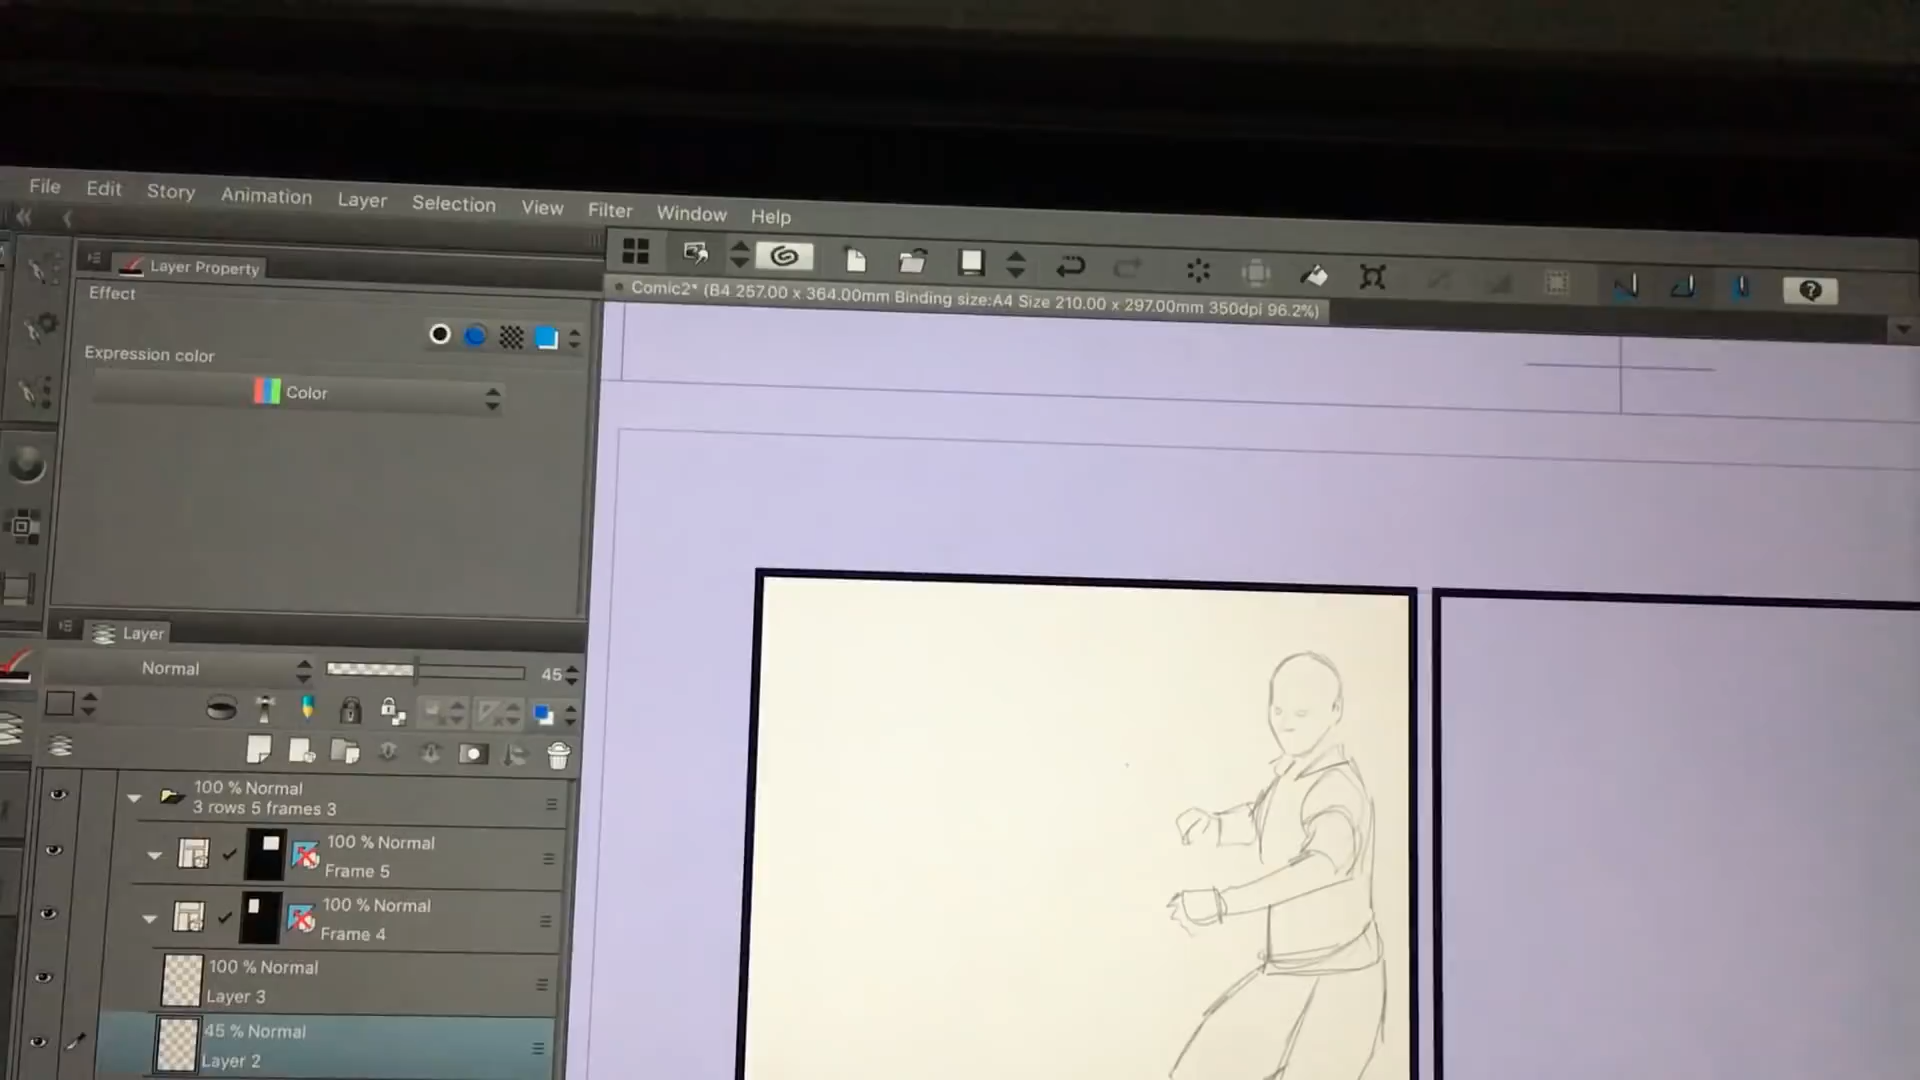 File Edit Story Animation Layer Selection View Filter Window Help
Layer Property
Comic2* (B4 257.00 x 364.00mm Binding size:A4 Size 210.00 x 297.00mm 350dpi 96.2%)
Effect
Expression color
Color
Layer
Normal 45
100 % Normal
3 rows 5 frames 3
100 % Normal
Frame 5
100 % Normal
Frame 4
100 % Normal
Layer 3
45 % Normal
Layer 2